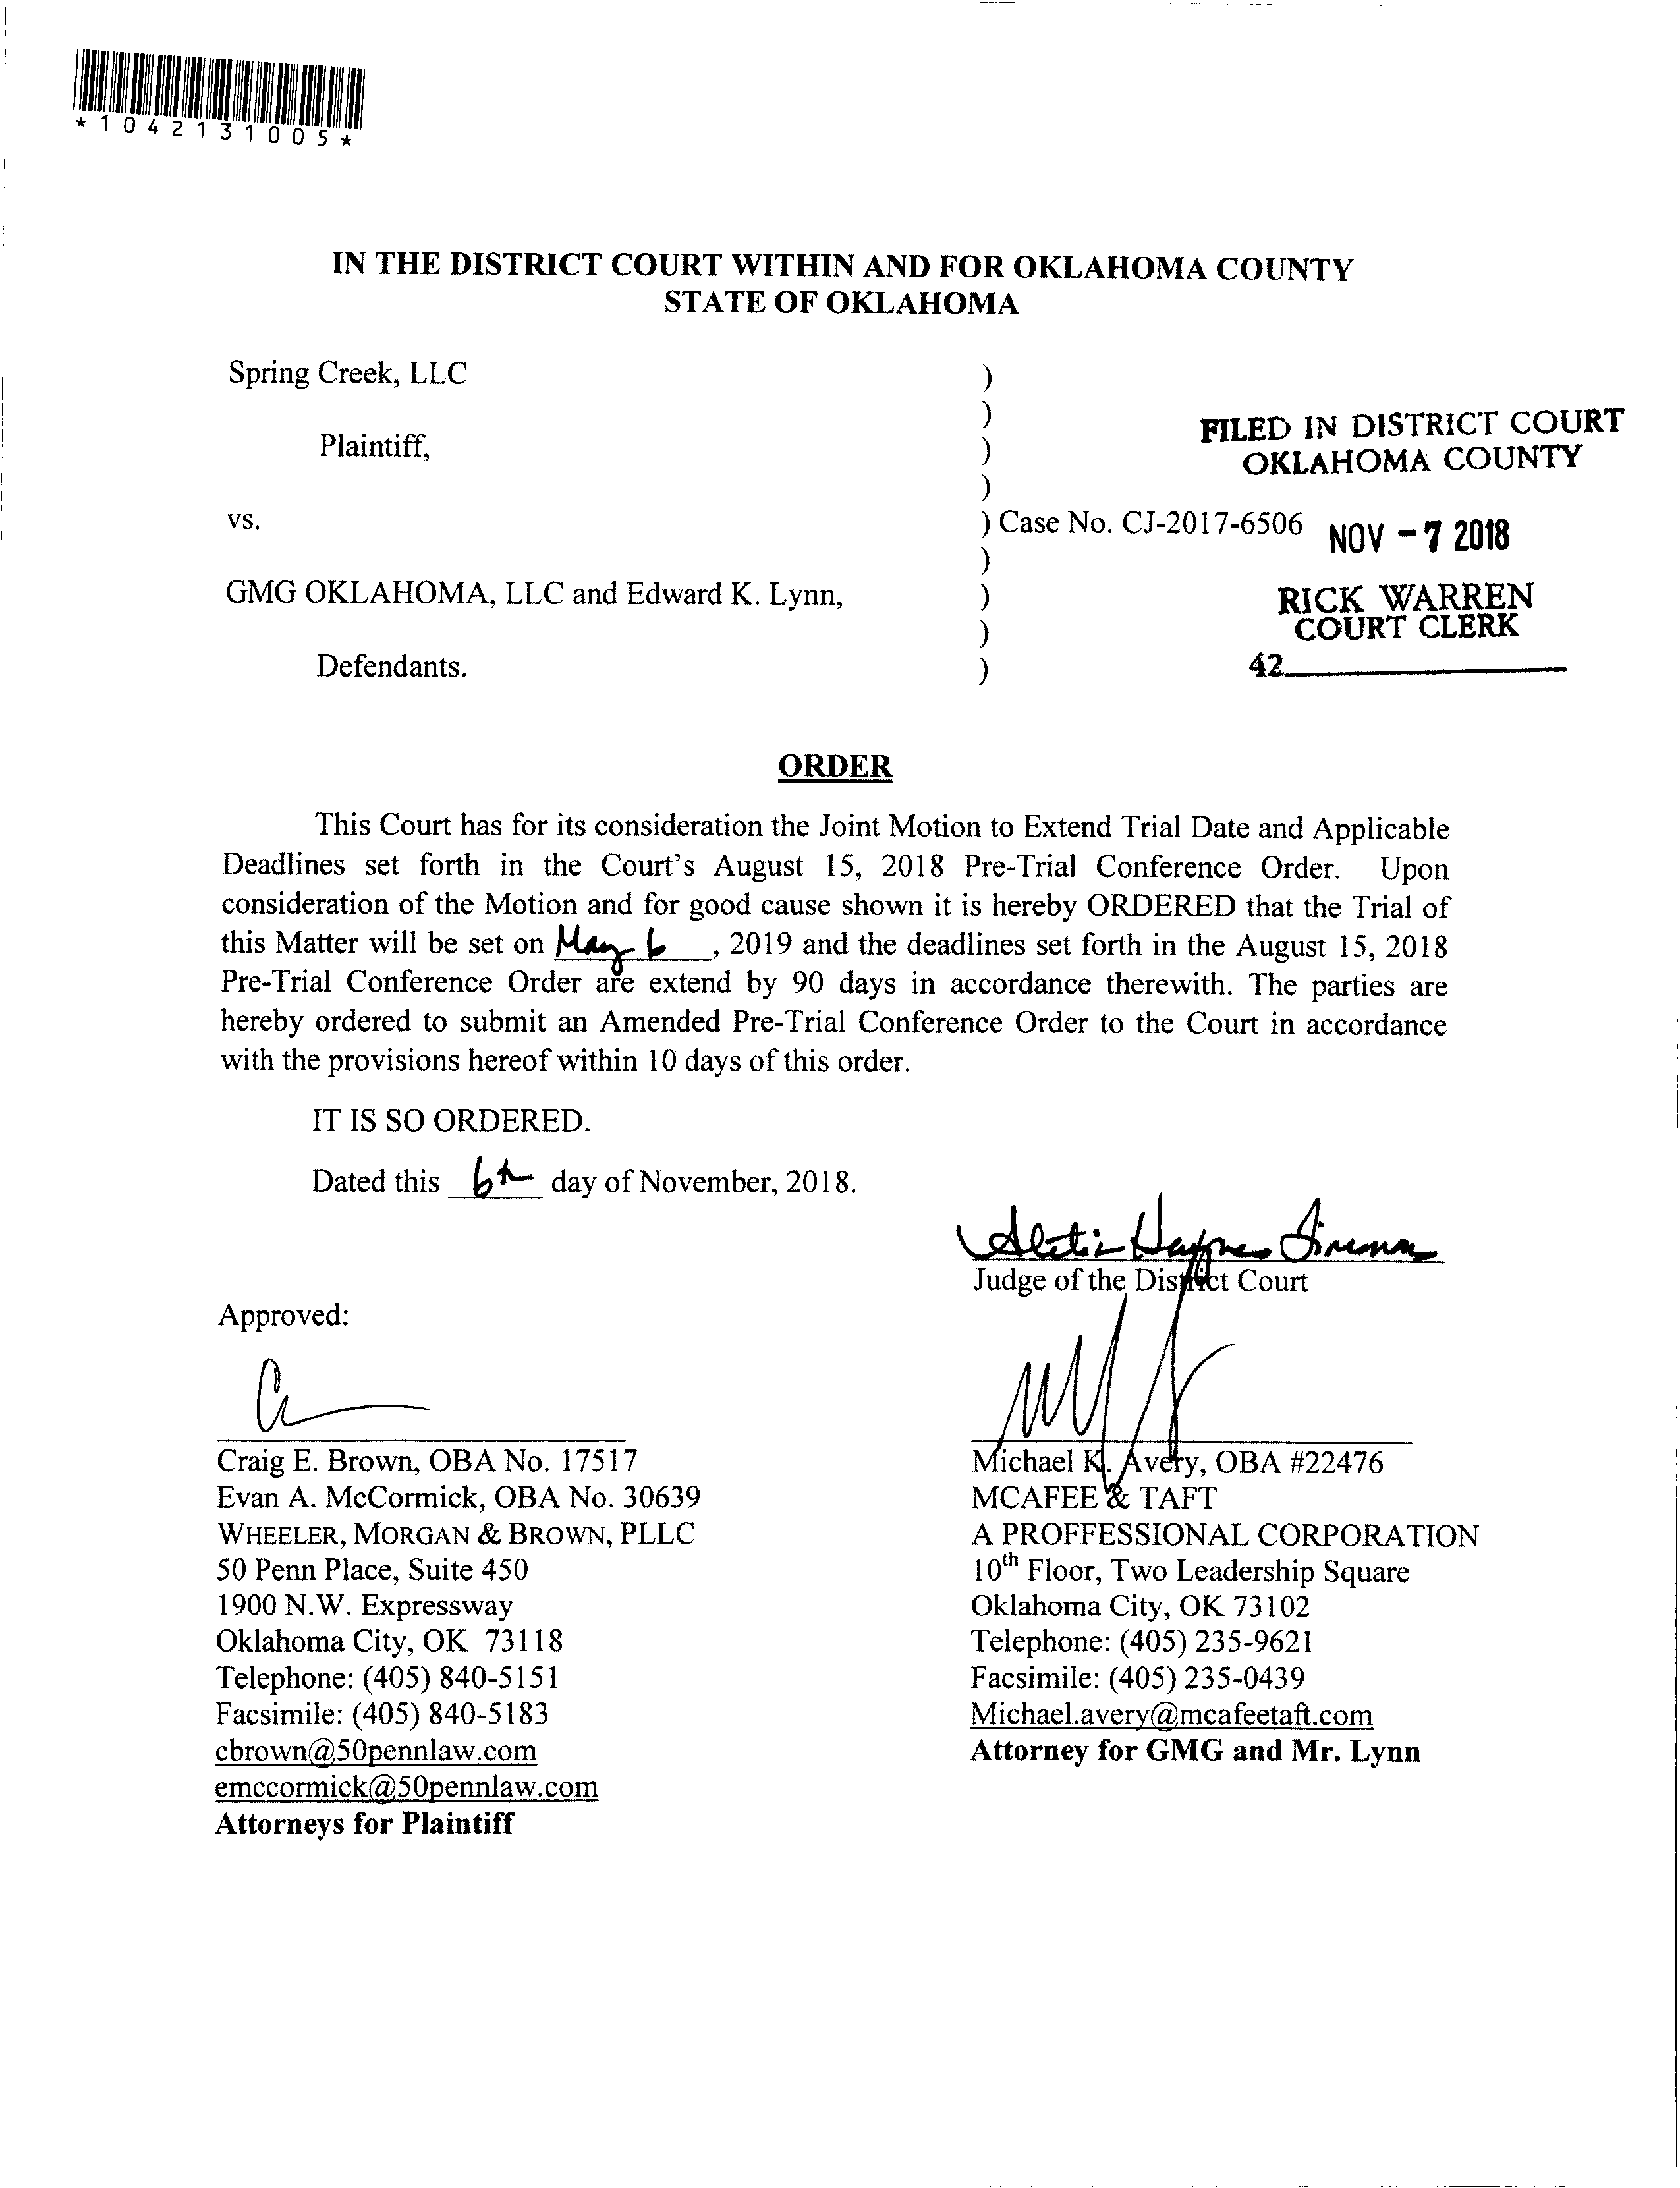 *1042131005*
IN THE DISTRICT COURT WITHIN AND FOR OKLAHOMA COUNTY
STATE OF OKLAHOMA
Spring Creek, LLC )
)
Plaintiff, )
)
vs. ) Case No. CJ-2017-6506
)
GMG OKLAHOMA, LLC and Edward K. Lynn, )
)
Defendants. )
FILED IN DISTRICT COURT
OKLAHOMA COUNTY
NOV - 7 2018
RICK WARREN
COURT CLERK
42
ORDER
This Court has for its consideration the Joint Motion to Extend Trial Date and Applicable
Deadlines set forth in the Court's August 15, 2018 Pre-Trial Conference Order. Upon
consideration of the Motion and for good cause shown it is hereby ORDERED that the Trial of
this Matter will be set on May 6, 2019 and the deadlines set forth in the August 15, 2018
Pre-Trial Conference Order are extend by 90 days in accordance therewith. The parties are
hereby ordered to submit an Amended Pre-Trial Conference Order to the Court in accordance
with the provisions hereof within 10 days of this order.
IT IS SO ORDERED.
Dated this 6th day of November, 2018.
Judge of the District Court
Approved:
Craig E. Brown, OBA No. 17517
Evan A. McCormick, OBA No. 30639
WHEELER, MORGAN & BROWN, PLLC
50 Penn Place, Suite 450
1900 N.W. Expressway
Oklahoma City, OK 73118
Telephone: (405) 840-5151
Facsimile: (405) 840-5183
cbrown@50pennlaw.com
emccormick@50pennlaw.com
Attorneys for Plaintiff
Michael K. Avery, OBA #22476
MCAFEE & TAFT
A PROFFESSIONAL CORPORATION
10th Floor, Two Leadership Square
Oklahoma City, OK 73102
Telephone: (405) 235-9621
Facsimile: (405) 235-0439
Michael.avery@mcafeetaft.com
Attorney for GMG and Mr. Lynn